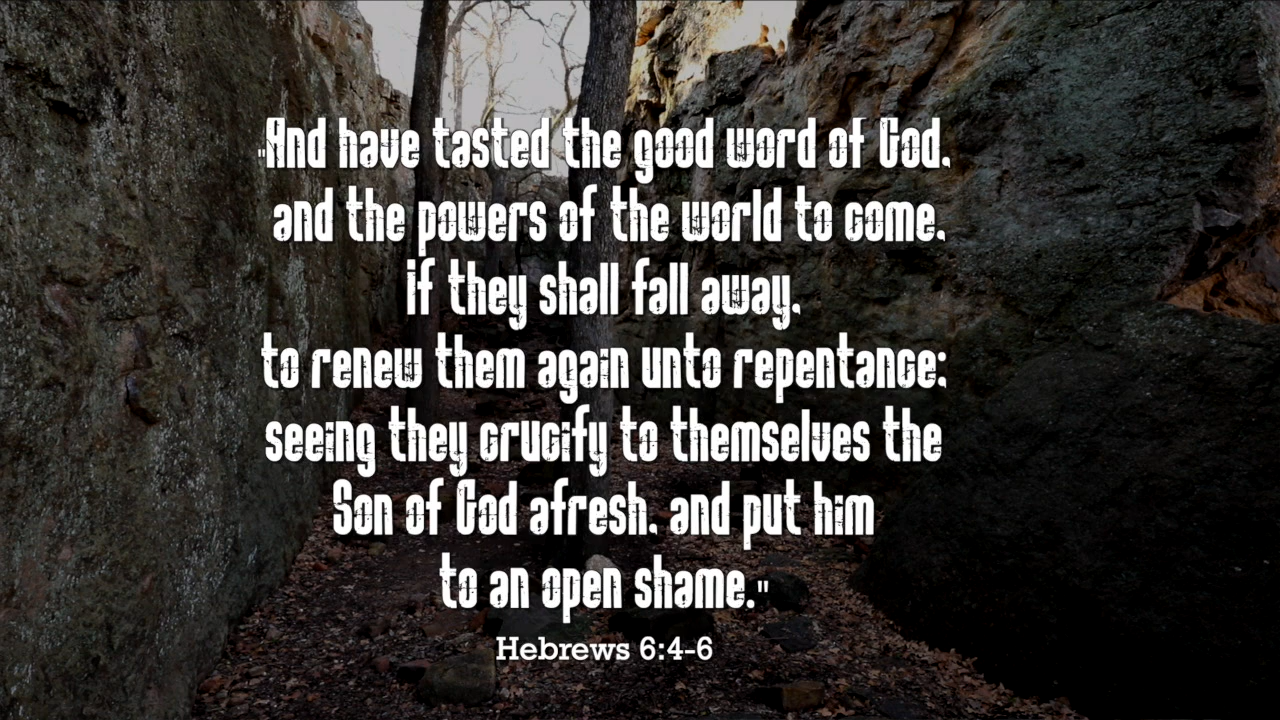 "And have tasted the good word of God,
and the powers of the world to come,
If they shall fall away,
to renew them again unto repentance;
seeing they crucify to themselves the
Son of God afresh, and put him
to an open shame."
Hebrews 6:4-6